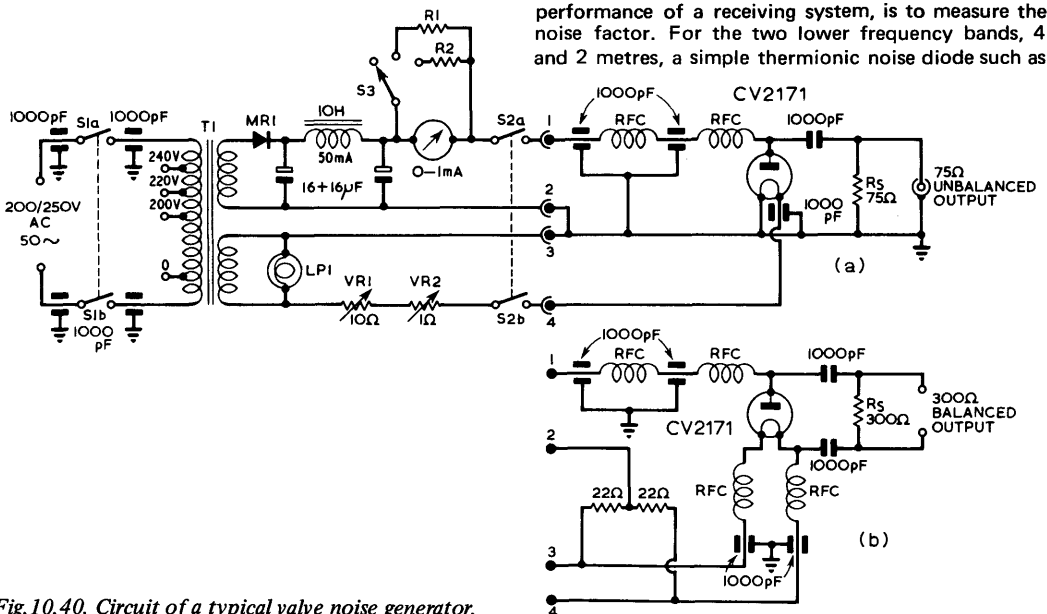 performance of a receiving system, is to measure the
noise factor. For the two lower frequency bands, 4
and 2 metres, a simple thermionic noise diode such as
R1
R2
S3
1000pF
S1a
1000pF
T1
MR1
10H
50mA
16+16µF
0-1mA
S2a
1
1000pF
RFC
RFC
CV2171
1000pF
240V
220V
200V
0
200/250V
AC
50~
2
3
1000
pF
RS
75Ω
75Ω
UNBALANCED
OUTPUT
(a)
LP1
VR1
10Ω
VR2
1Ω
S2b
4
S1b
1000
pF
1
1000pF
RFC
RFC
1000pF
CV2171
RS
300Ω
300Ω
BALANCED
OUTPUT
1000pF
2
22Ω
22Ω
RFC
RFC
3
1000pF
(b)
4
Fig.10.40. Circuit of a typical valve noise generator.